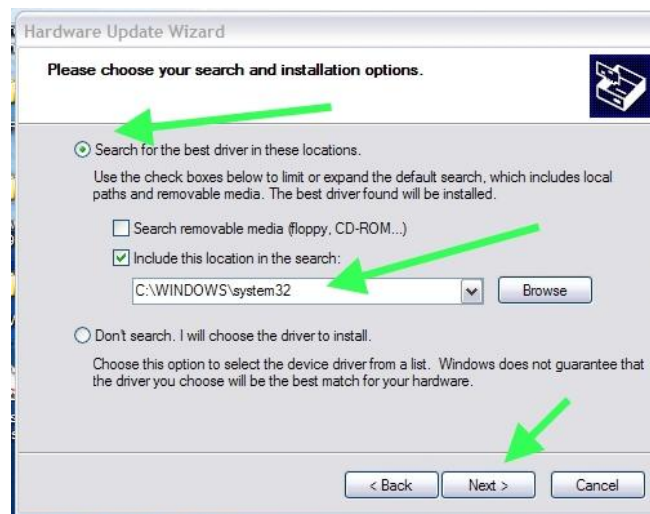 Hardware Update Wizard
Please choose your search and installation options.
Search for the best driver in these locations.
Use the check boxes below to limit or expand the default search, which includes local
paths and removable media. The best driver found will be installed.
Search removable media (floppy, CD-ROM...)
Include this location in the search:
C:\WINDOWS\system32
Browse
Don't search. I will choose the driver to install.
Choose this option to select the device driver from a list. Windows does not guarantee that
the driver you choose will be the best match for your hardware.
< Back Next > Cancel